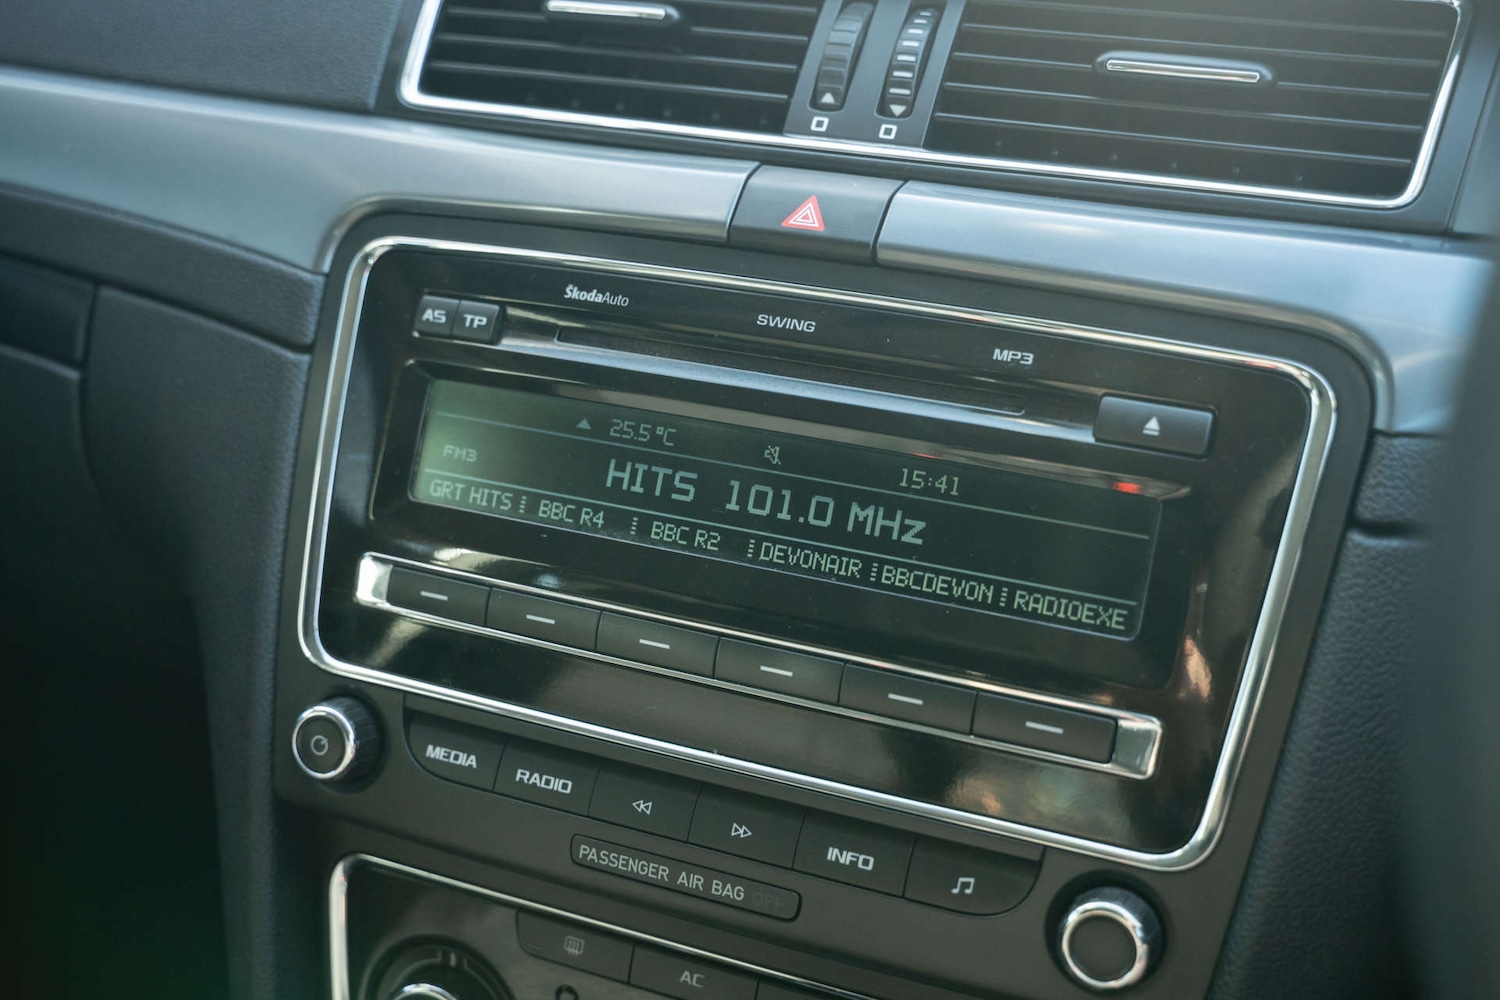 ŠkodaAuto
SWING
MP3
AS TP
25.5°C
15:41
FM3
HITS 101.0 MHz
GRT HITS BBC R4 BBC R2 DEVONAIR BBCDEVON RADIOEXE
MEDIA RADIO INFO
PASSENGER AIR BAG OFF
AC